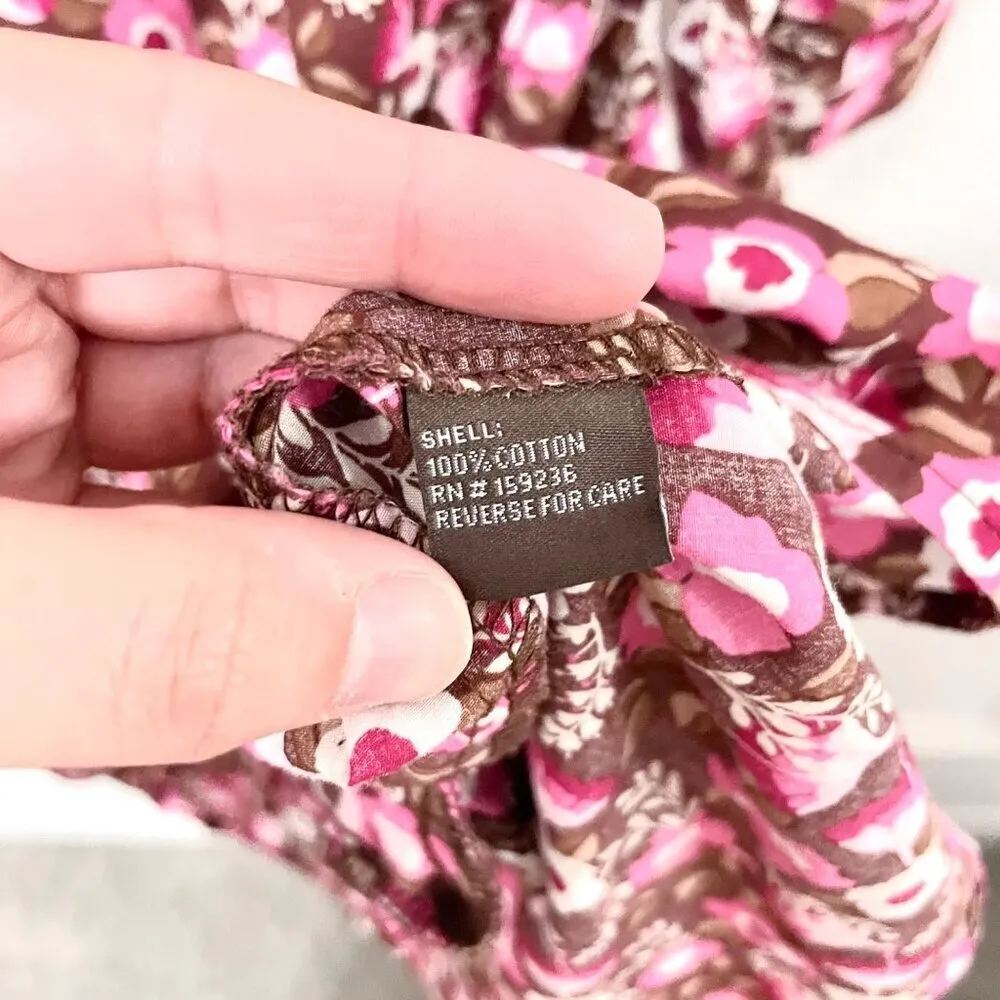 SHELL:
100% COTTON
RN # 159236
REVERSE FOR CARE